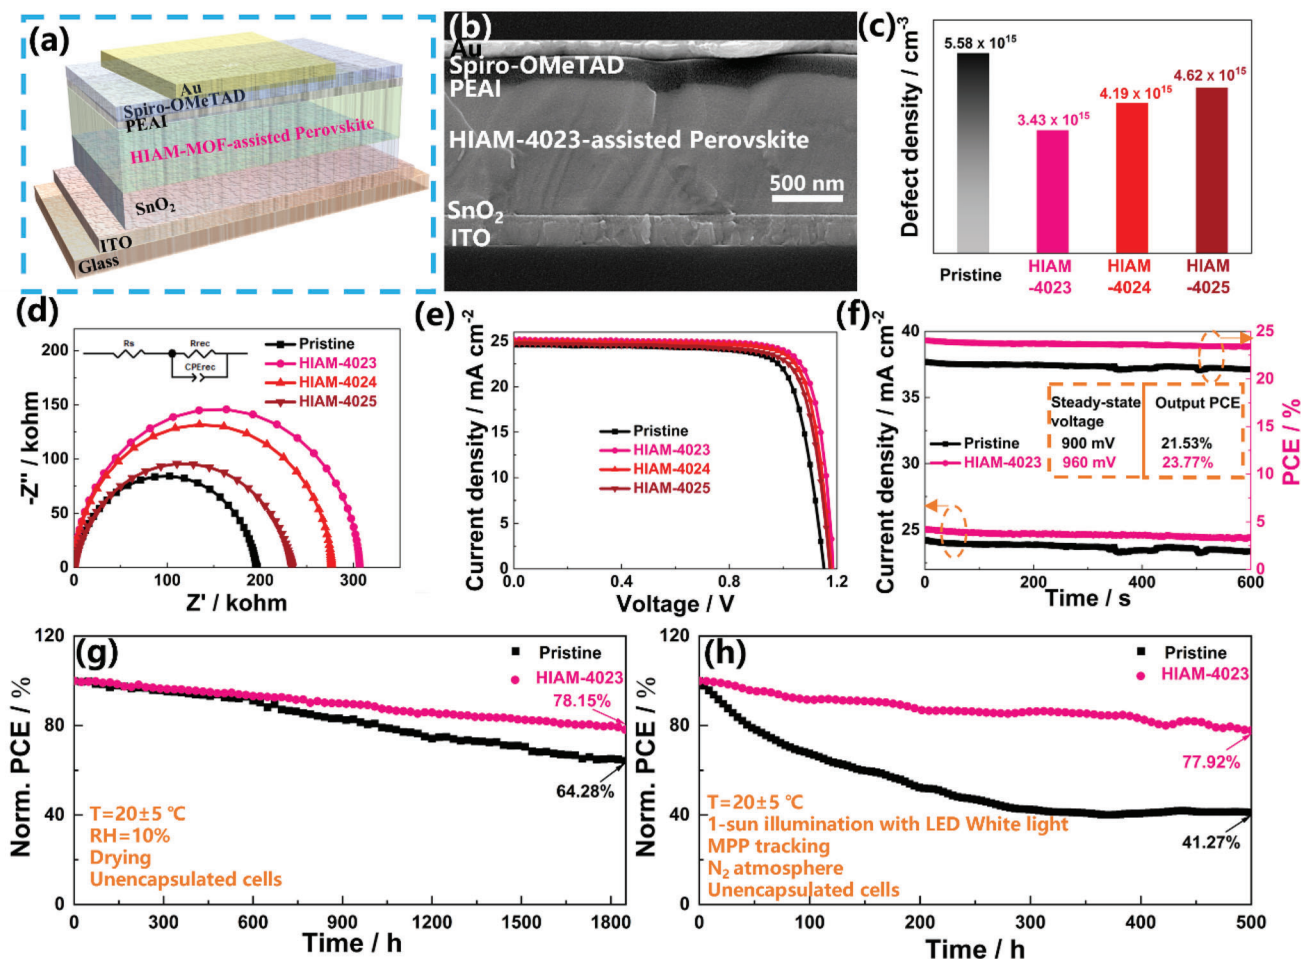 (a)
Au
Spiro-OMeTAD
PEAI
HIAM-MOF-assisted Perovskite
SnO₂
ITO
Glass
(b)
Au
Spiro-OMeTAD
PEAI
HIAM-4023-assisted Perovskite
500 nm
SnO₂
ITO
(c)
Defect density / cm⁻³
5.58 x 10¹⁵
3.43 x 10¹⁵
4.19 x 10¹⁵
4.62 x 10¹⁵
Pristine
HIAM
-4023
HIAM
-4024
HIAM
-4025
(d)
-Z'' / kohm
200
150
100
50
0
Rs
Rrec
CPErec
Pristine
HIAM-4023
HIAM-4024
HIAM-4025
0
100
200
300
Z' / kohm
(e)
Current density / mA cm⁻²
25
20
15
10
5
0
Pristine
HIAM-4023
HIAM-4024
HIAM-4025
0.0
0.4
0.8
1.2
Voltage / V
(f)
Current density / mA cm⁻²
40
35
30
25
Steady-state voltage
Output PCE
Pristine
900 mV
21.53%
HIAM-4023
960 mV
23.77%
25
20
15
10
5
0
PCE / %
0
200
400
600
Time / s
(g)
Norm. PCE / %
120
80
40
0
Pristine
HIAM-4023
78.15%
64.28%
T=20±5 ℃
RH=10%
Drying
Unencapsulated cells
0
300
600
900
1200
1500
1800
Time / h
(h)
Norm. PCE / %
120
80
40
0
Pristine
HIAM-4023
77.92%
41.27%
T=20±5 ℃
1-sun illumination with LED White light
MPP tracking
N₂ atmosphere
Unencapsulated cells
0
100
200
300
400
500
Time / h